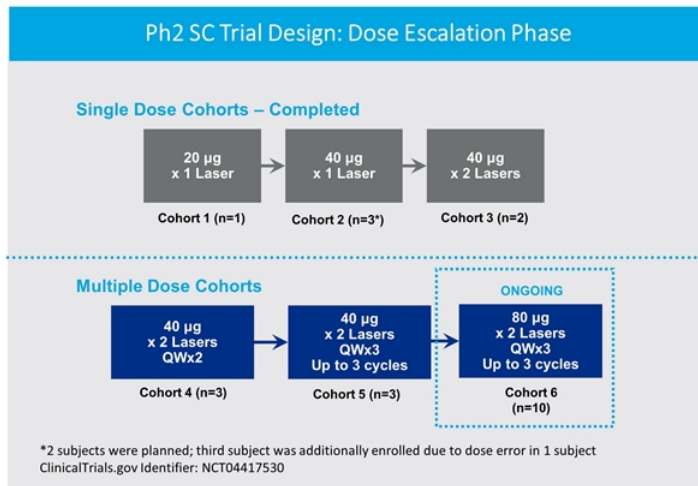 Ph2 SC Trial Design: Dose Escalation Phase
Single Dose Cohorts – Completed
20 µg
x 1 Laser
Cohort 1 (n=1)
40 µg
x 1 Laser
Cohort 2 (n=3*)
40 µg
x 2 Lasers
Cohort 3 (n=2)
Multiple Dose Cohorts
40 µg
x 2 Lasers
QWx2
Cohort 4 (n=3)
40 µg
x 2 Lasers
QWx3
Up to 3 cycles
Cohort 5 (n=3)
ONGOING
80 µg
x 2 Lasers
QWx3
Up to 3 cycles
Cohort 6
(n=10)
*2 subjects were planned; third subject was additionally enrolled due to dose error in 1 subject
ClinicalTrials.gov Identifier: NCT04417530